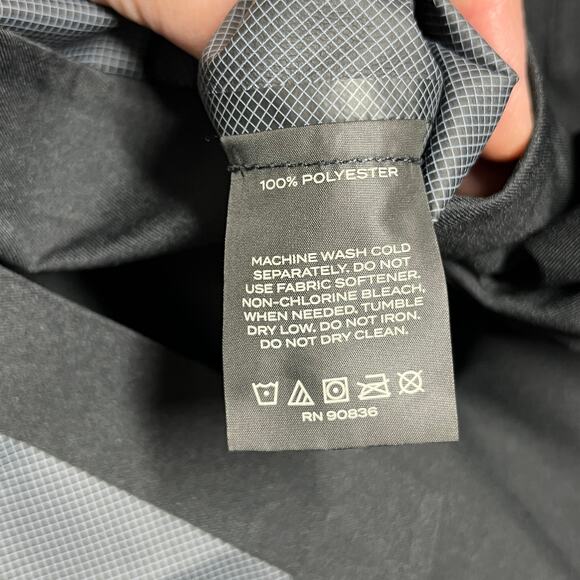 100% POLYESTER
MACHINE WASH COLD
SEPARATELY. DO NOT
USE FABRIC SOFTENER.
NON-CHLORINE BLEACH,
WHEN NEEDED. TUMBLE
DRY LOW. DO NOT IRON.
DO NOT DRY CLEAN.
RN 90836